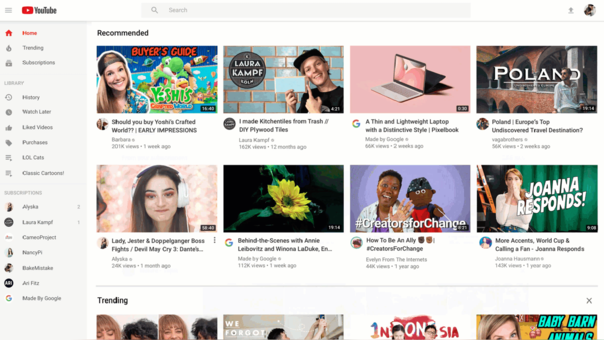 YouTube
Search
Home
Trending
Subscriptions
LIBRARY
History
Watch Later
Liked Videos
Purchases
LOL Cats
Classic Cartoons!
SUBSCRIPTIONS
Alyska
Laura Kampf
CameoProject
NancyPi
BakeMistake
Ari Fitz
Made By Google
Recommended
BUYER'S GUIDE
YOSHI'S
CRAFTED
WORLD
16:40
LAURA
KAMPF
KÖLN
4:21
0:30
POLAND
19:14
Should you buy Yoshi's Crafted
World?? | EARLY IMPRESSIONS
Barbara
201K views • 1 week ago
I made Kitchentiles from Trash //
DIY Plywood Tiles
Laura Kampf
162K views • 12 months ago
A Thin and Lightweight Laptop
with a Distinctive Style | Pixelbook
Made by Google
66K views • 2 weeks ago
Poland | Europe's Top
Undiscovered Travel Destination?
vagabrothers
56K views • 2 weeks ago
58:40
19:14
#CreatorsForChange
6:21
JOANNA
RESPONDS!
9:08
Lady, Jester & Doppelganger Boss
Fights / Devil May Cry 3: Dante's...
Alyska
24K views • 1 month ago
Behind-the-Scenes with Annie
Leibovitz and Winona LaDuke, En...
Made by Google
112K views • 1 week ago
How To Be An Ally
#CreatorsForChange
Evelyn From The Internets
44K views • 1 year ago
More Accents, World Cup &
Calling a Fan - Joanna Responds
Joanna Hausmann
143K views • 1 year ago
Trending
WE
FORGOT
INDONESIA
BABY BARN
ANIMALS